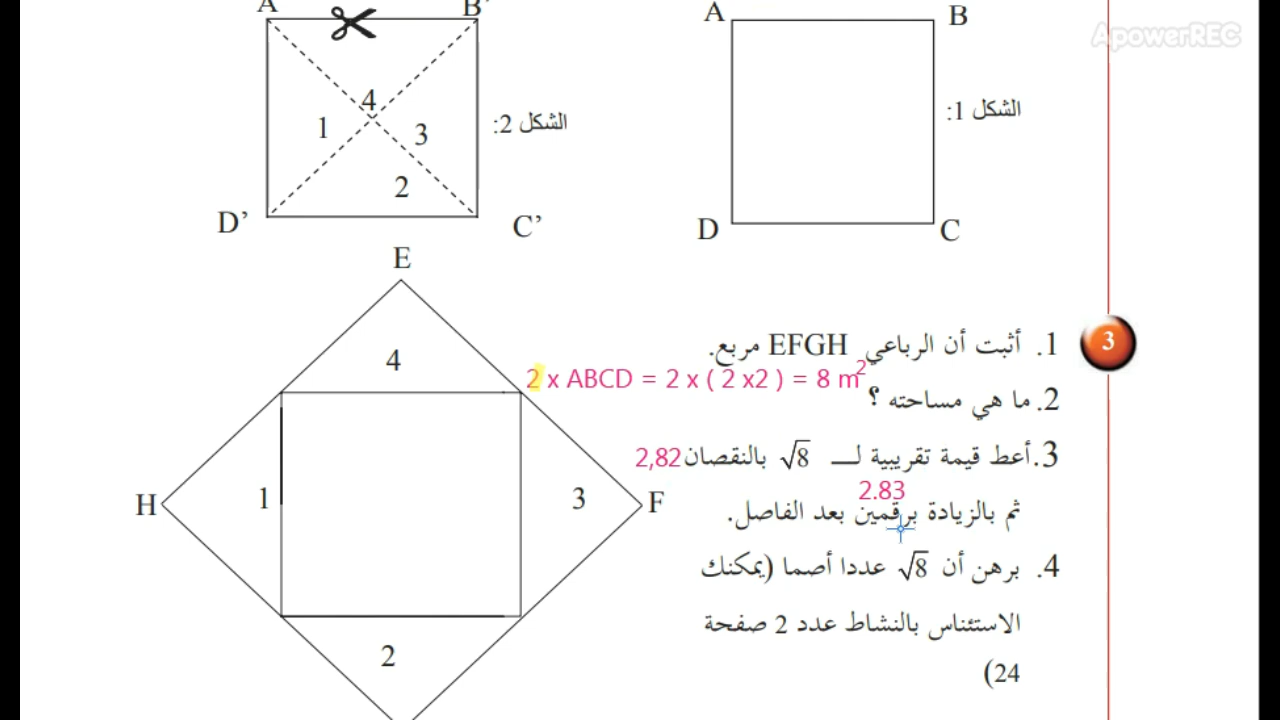 ApowerREC
A B
الشكل 1:
D C
A B'
4
1 3
2
الشكل 2:
D’ C’
E
4
H 1 3 F
2
3
1. أثبت أن الرباعي EFGH مربع.
2 x ABCD = 2 x ( 2 x2 ) = 8 m²
2. ما هي مساحته ؟
3. أعط قيمة تقريبية لـــ √8 بالنقصان 2,82
2.83
ثم بالزيادة برقمين بعد الفاصل.
4. برهن أن √8 عددا أصما (يمكنك
الاستئناس بالنشاط عدد 2 صفحة
24)